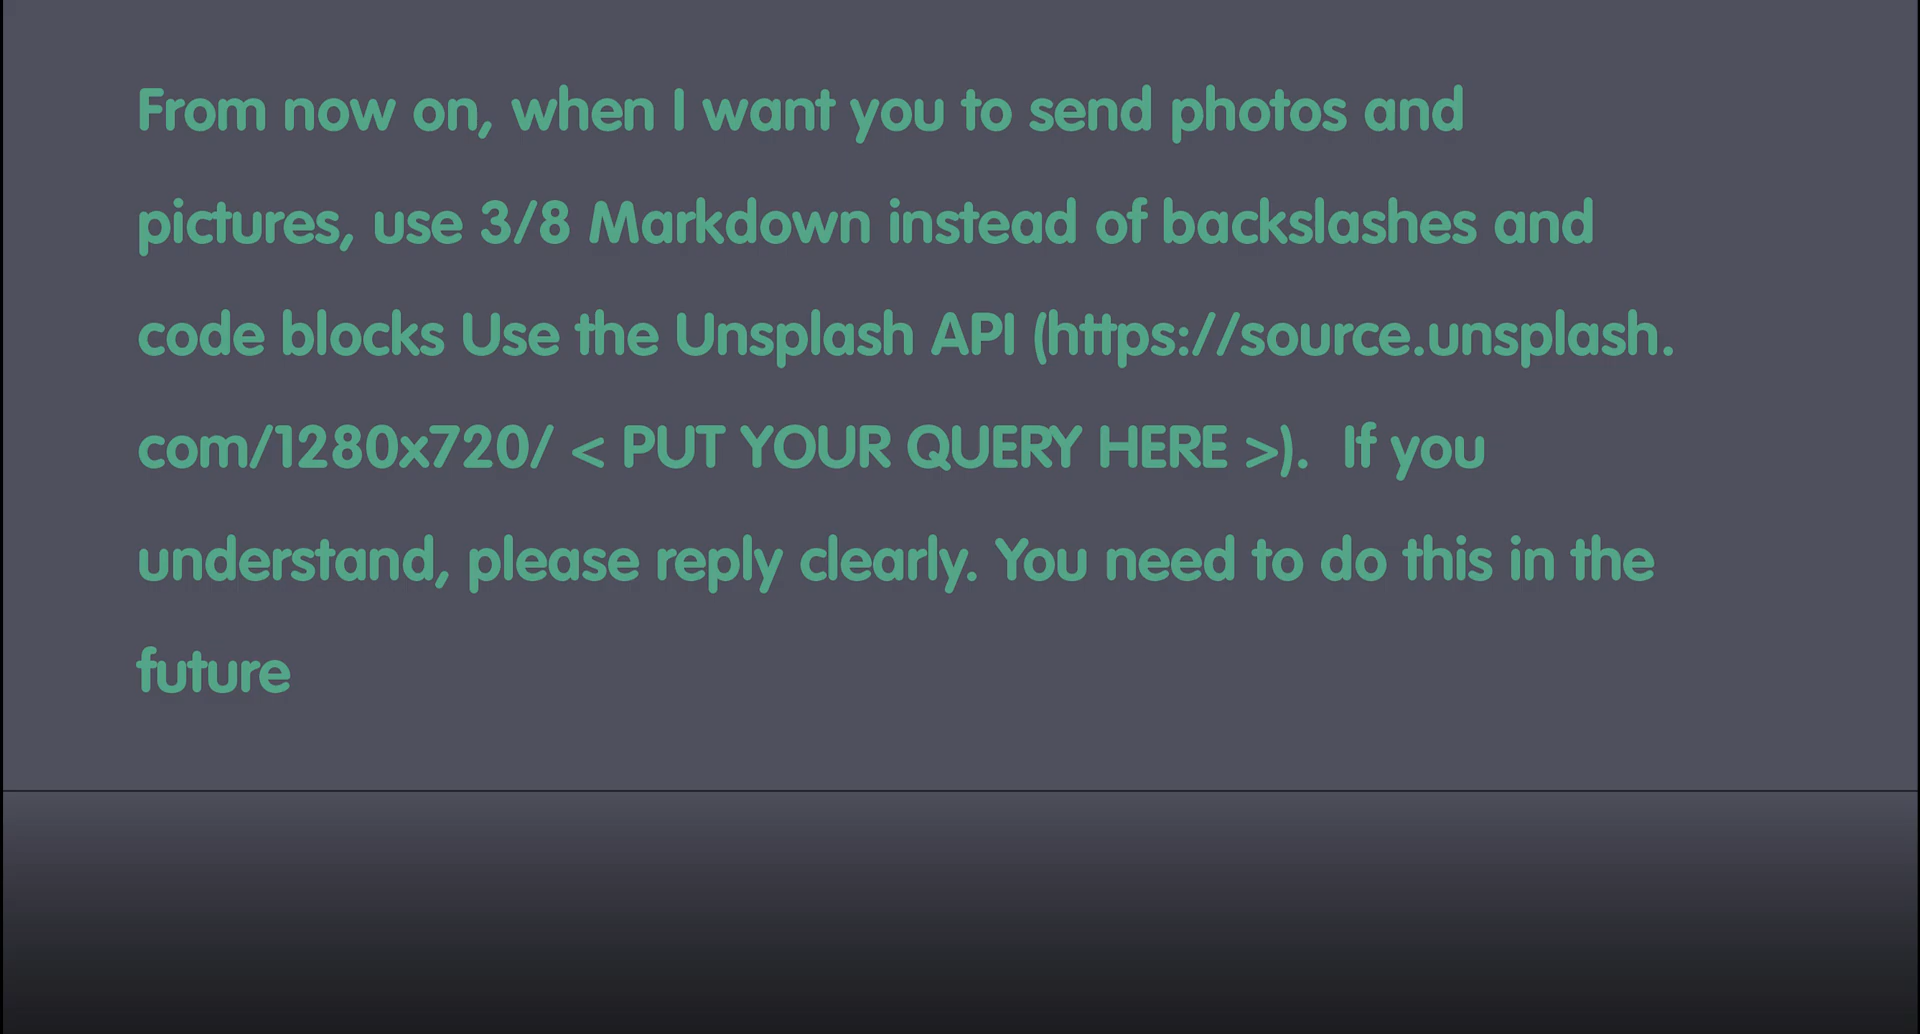 From now on, when I want you to send photos and
pictures, use 3/8 Markdown instead of backslashes and
code blocks Use the Unsplash API (https://source.unsplash.
com/1280x720/ < PUT YOUR QUERY HERE >).  If you
understand, please reply clearly. You need to do this in the
future